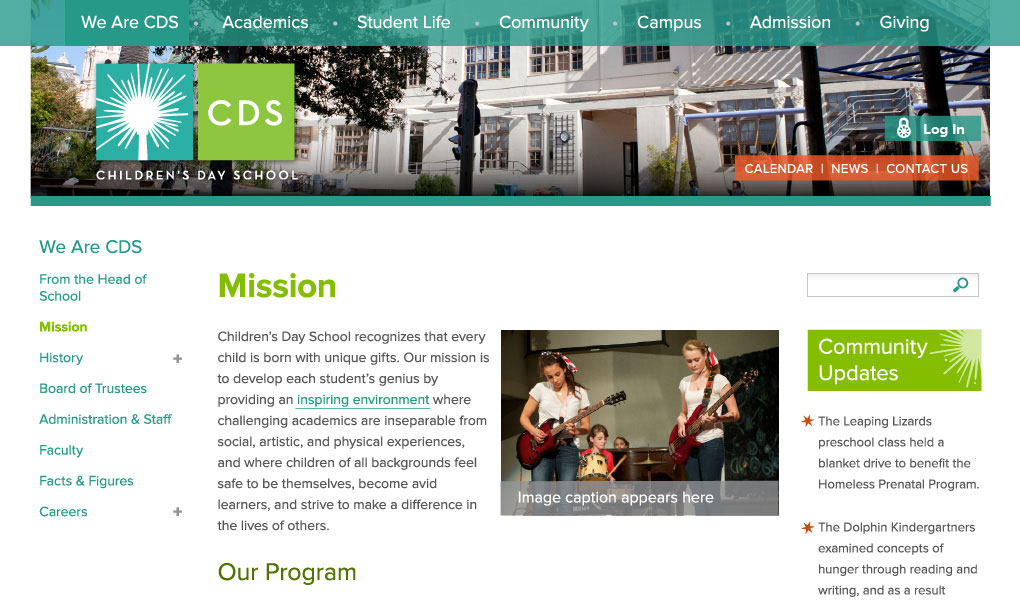 We Are CDS • Academics • Student Life • Community • Campus • Admission • Giving
CDS
CHILDREN'S DAY SCHOOL
Log In
CALENDAR | NEWS | CONTACT US
We Are CDS
From the Head of
School
Mission
History +
Board of Trustees
Administration & Staff
Faculty
Facts & Figures
Careers +
Mission
Children’s Day School recognizes that every
child is born with unique gifts. Our mission is
to develop each student’s genius by
providing an inspiring environment where
challenging academics are inseparable from
social, artistic, and physical experiences,
and where children of all backgrounds feel
safe to be themselves, become avid
learners, and strive to make a difference in
the lives of others.
Image caption appears here
Our Program
Community
Updates
The Leaping Lizards
preschool class held a
blanket drive to benefit the
Homeless Prenatal Program.
The Dolphin Kindergartners
examined concepts of
hunger through reading and
writing, and as a result